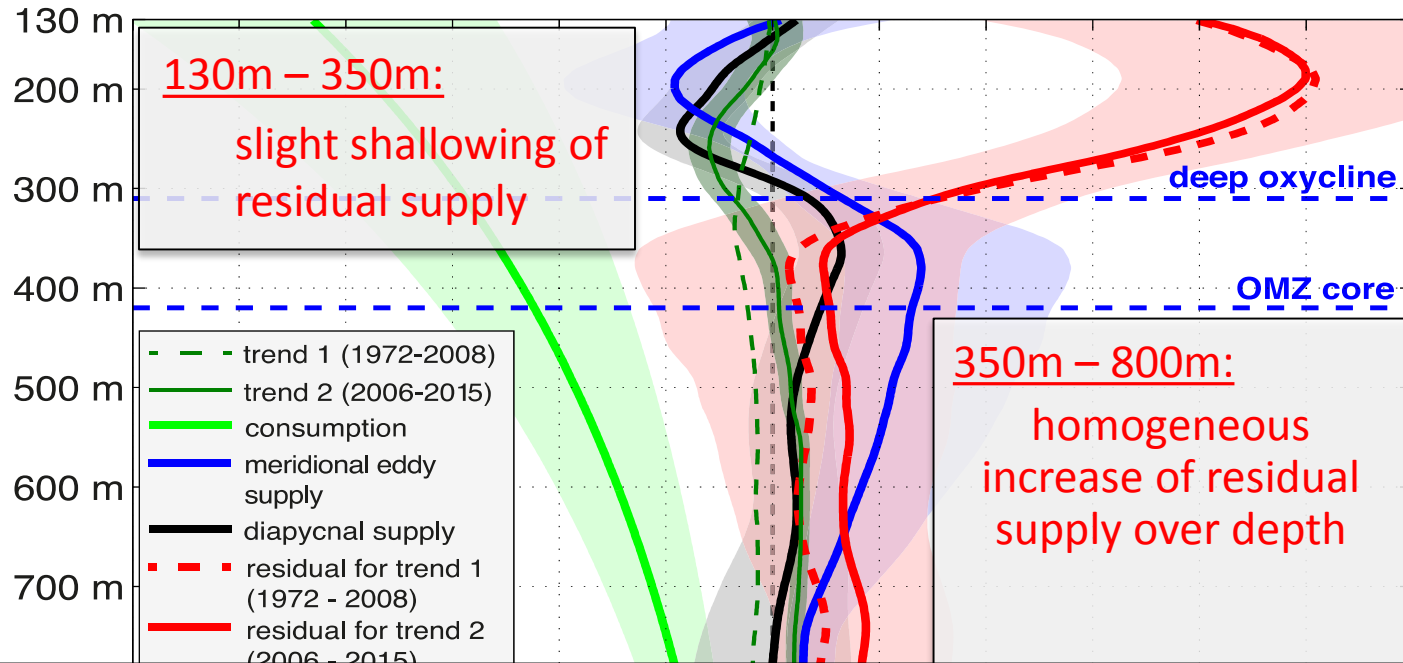 130 m
200 m
300 m
400 m
500 m
600 m
700 m
130m – 350m:
slight shallowing of
residual supply
deep oxycline
OMZ core
trend 1 (1972-2008)
trend 2 (2006-2015)
consumption
meridional eddy
supply
diapycnal supply
residual for trend 1
(1972 - 2008)
residual for trend 2
(2006 - 2015)
350m – 800m:
homogeneous
increase of residual
supply over depth